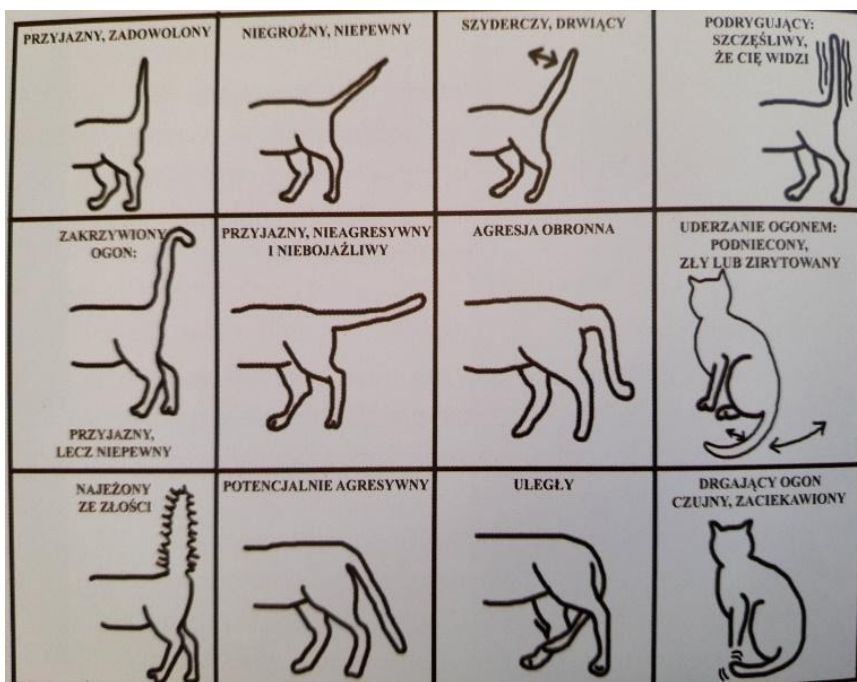 PRZYJAZNY, ZADOWOLONY
NIEGROŹNY, NIEPEWNY
SZYDERCZY, DRWIĄCY
PODRYGUJĄCY:
SZCZĘŚLIWY,
ŻE CIĘ WIDZI
ZAKRZYWIONY
OGON:
PRZYJAZNY,
LECZ NIEPEWNY
PRZYJAZNY, NIEAGRESYWNY
I NIEBOJAŹLIWY
AGRESJA OBRONNA
UDERZANIE OGONEM:
PODNIECONY,
ZŁY LUB ZIRYTOWANY
NAJEŻONY
ZE ZŁOŚCI
POTENCJALNIE AGRESYWNY
ULEGŁY
DRGAJĄCY OGON
CZUJNY, ZACIEKAWIONY